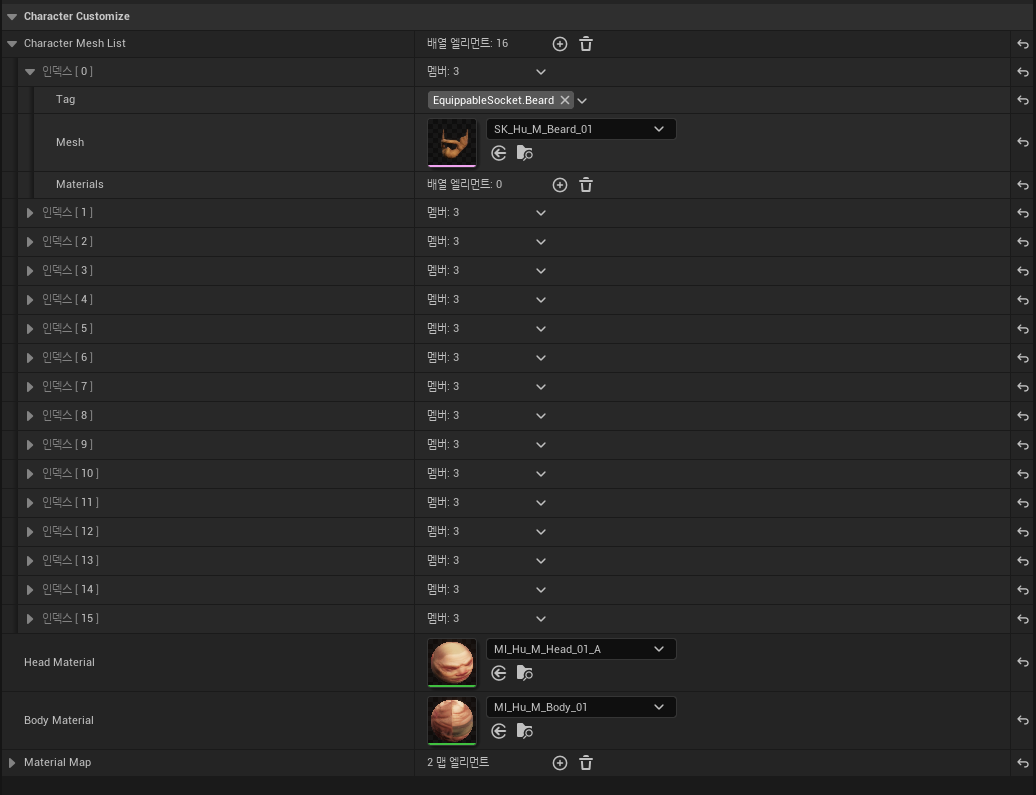 Character Customize
Character Mesh List 배열 엘리먼트: 16
인덱스 [ 0 ] 멤버: 3
Tag EquippableSocket.Beard
SK_Hu_M_Beard_01
Mesh
Materials 배열 엘리먼트: 0
인덱스 [ 1 ] 멤버: 3
인덱스 [ 2 ] 멤버: 3
인덱스 [ 3 ] 멤버: 3
인덱스 [ 4 ] 멤버: 3
인덱스 [ 5 ] 멤버: 3
인덱스 [ 6 ] 멤버: 3
인덱스 [ 7 ] 멤버: 3
인덱스 [ 8 ] 멤버: 3
인덱스 [ 9 ] 멤버: 3
인덱스 [ 10 ] 멤버: 3
인덱스 [ 11 ] 멤버: 3
인덱스 [ 12 ] 멤버: 3
인덱스 [ 13 ] 멤버: 3
인덱스 [ 14 ] 멤버: 3
인덱스 [ 15 ] 멤버: 3
MI_Hu_M_Head_01_A
Head Material
MI_Hu_M_Body_01
Body Material
Material Map 2 맵 엘리먼트